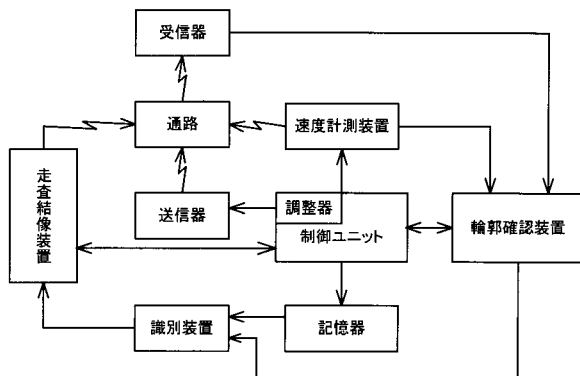 受信器
通路
速度計測装置
走査結像装置
送信器
調整器
制御ユニット
輪郭確認装置
識別装置
記憶器